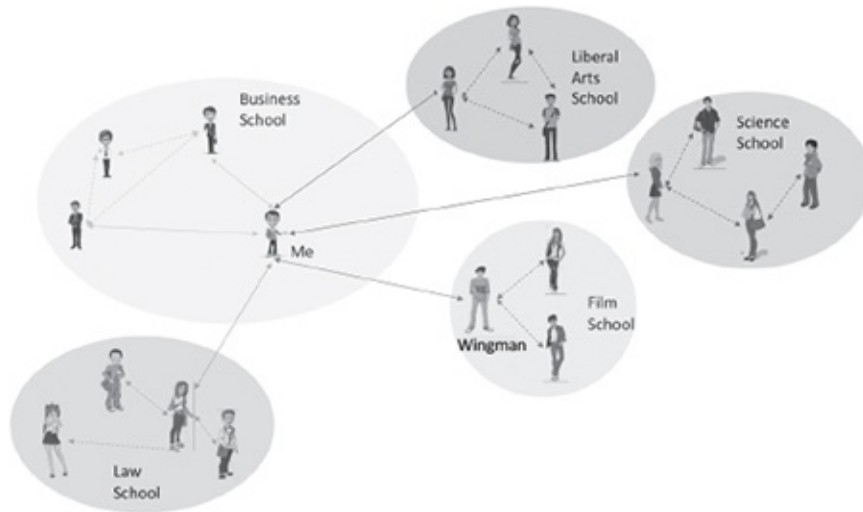 Business
School
Liberal
Arts
School
Science
School
Me
Wingman
Film
School
Law
School